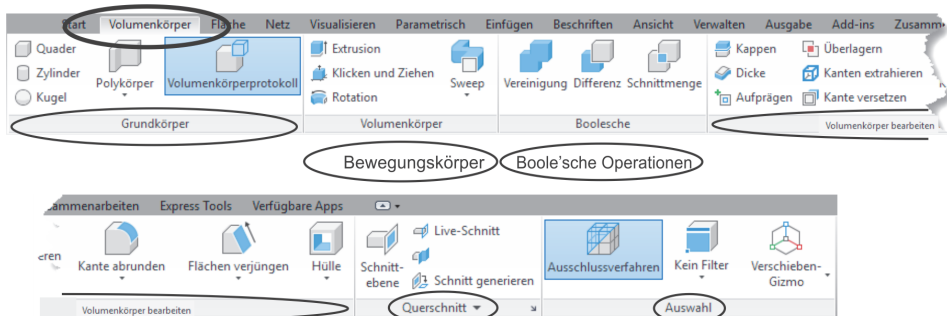 Start Volumenkörper Fläche Netz Visualisieren Parametrisch Einfügen Beschriften Ansicht Verwalten Ausgabe Add-ins
Quader
Zylinder
Kugel
Polykörper
Volumenkörperprotokoll
Grundkörper
Extrusion
Klicken und Ziehen
Rotation
Sweep
Volumenkörper
Vereinigung Differenz Schnittmenge
Boolesche
Kappen
Dicke
Aufprägen
Überlagern
Kanten extrahieren
Kante versetzen
Volumenkörper bearbeiten
Bewegungskörper Boole'sche Operationen
Express Tools Verfügbare Apps
Kante abrunden
Flächen verjüngen
Hülle
Volumenkörper bearbeiten
Schnitt-
ebene
Live-Schnitt
Schnitt generieren
Querschnitt
Ausschlussverfahren
Kein Filter
Verschieben-
Gizmo
Auswahl